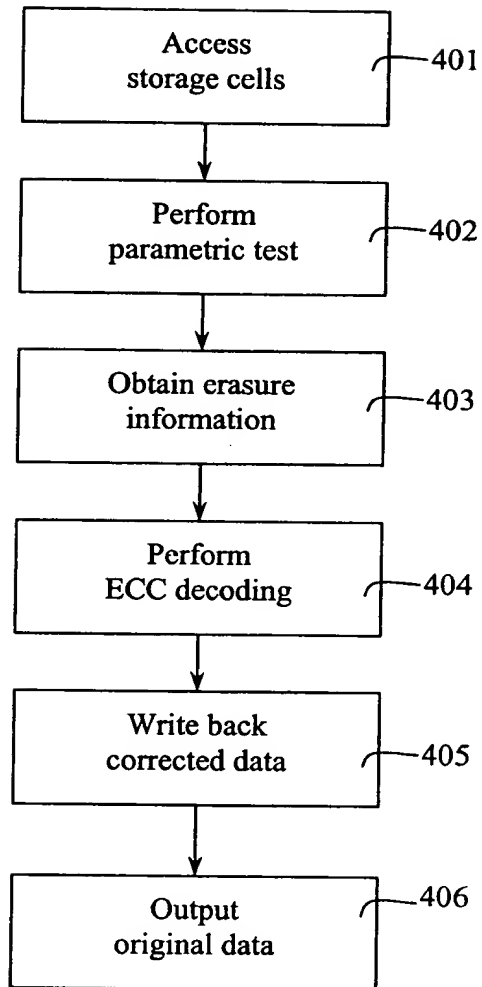 Access
storage cells
401
Perform
parametric test
402
Obtain erasure
information
403
Perform
ECC decoding
404
Write back
corrected data
405
Output
original data
406